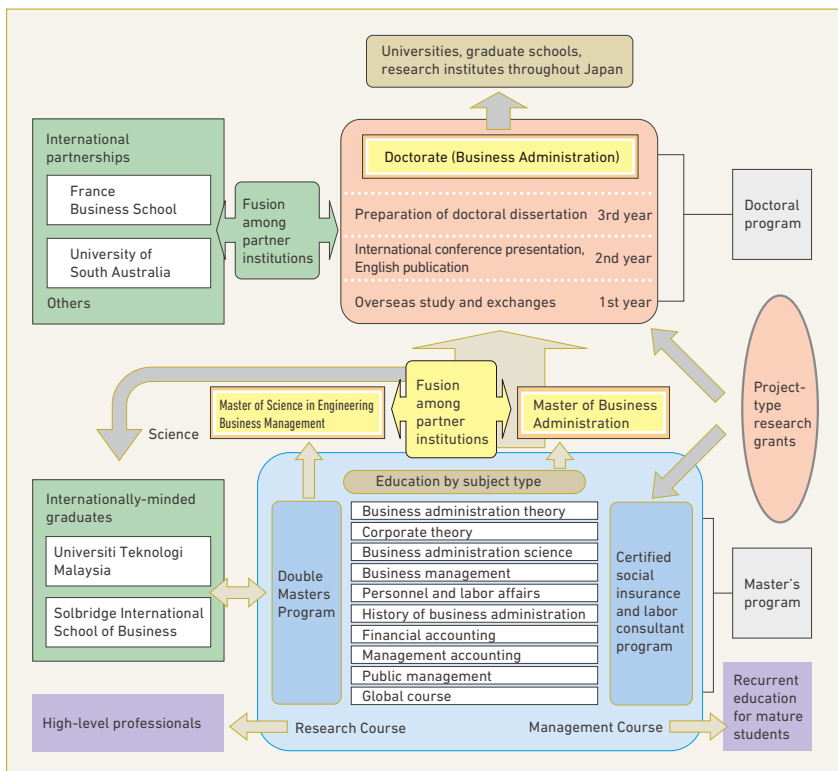 Universities, graduate schools,
research institutes throughout Japan
International
partnerships
France
Business School
University of
South Australia
Others
Fusion
among
partner
institutions
Doctorate (Business Administration)
Preparation of doctoral dissertation 3rd year
International conference presentation,
English publication
2nd year
Overseas study and exchanges 1st year
Doctoral
program
Project-
type
research
grants
Science
Master of Science in Engineering
Business Management
Fusion
among
partner
institutions
Master of Business
Administration
Internationally-minded
graduates
Universiti Teknologi
Malaysia
Solbridge International
School of Business
Education by subject type
Double
Masters
Program
Business administration theory
Corporate theory
Business administration science
Business management
Personnel and labor affairs
History of business administration
Financial accounting
Management accounting
Public management
Global course
Certified
social
insurance
and labor
consultant
program
Master's
program
High-level professionals
Research Course
Management Course
Recurrent
education
for mature
students